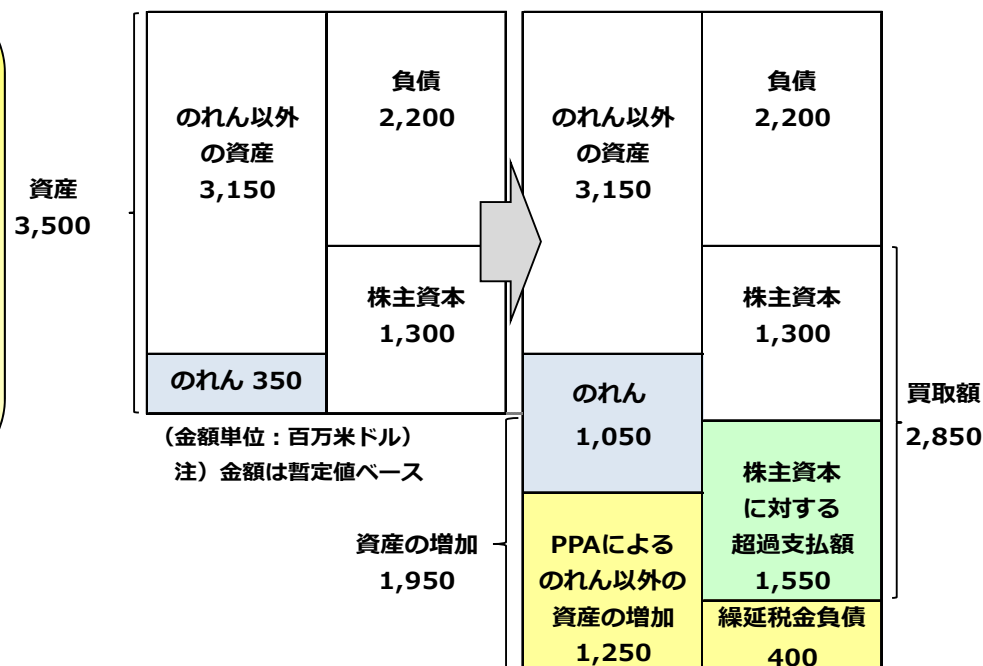 資産
3,500
のれん以外
の資産
3,150
負債
2,200
株主資本
1,300
のれん 350
(金額単位:百万米ドル)
注)金額は暫定値ベース
のれん以外
の資産
3,150
負債
2,200
株主資本
1,300
のれん
1,050
買取額
2,850
株主資本
に対する
超過支払額
1,550
資産の増加
1,950
PPAによる
のれん以外の
資産の増加
1,250
繰延税金負債
400